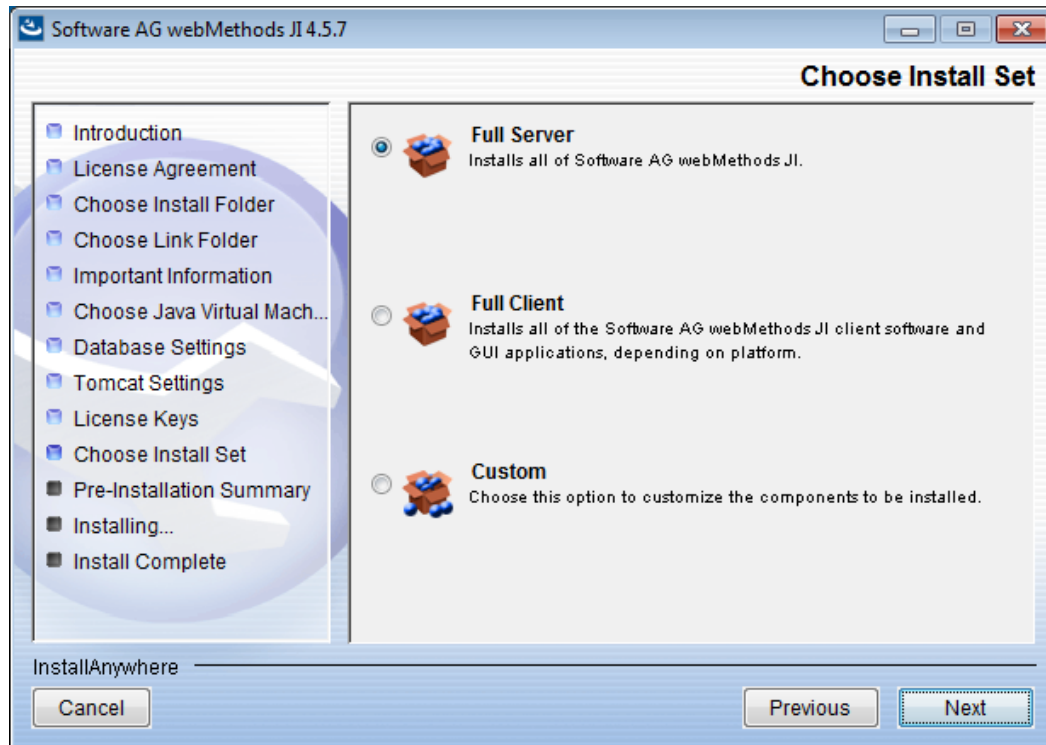 Software AG webMethods JI 4.5.7
Choose Install Set
Introduction
License Agreement
Choose Install Folder
Choose Link Folder
Important Information
Choose Java Virtual Mach...
Database Settings
Tomcat Settings
License Keys
Choose Install Set
Pre-Installation Summary
Installing...
Install Complete
Full Server
Installs all of Software AG webMethods JI.
Full Client
Installs all of the Software AG webMethods JI client software and
GUI applications, depending on platform.
Custom
Choose this option to customize the components to be installed.
InstallAnywhere
Cancel
Previous
Next